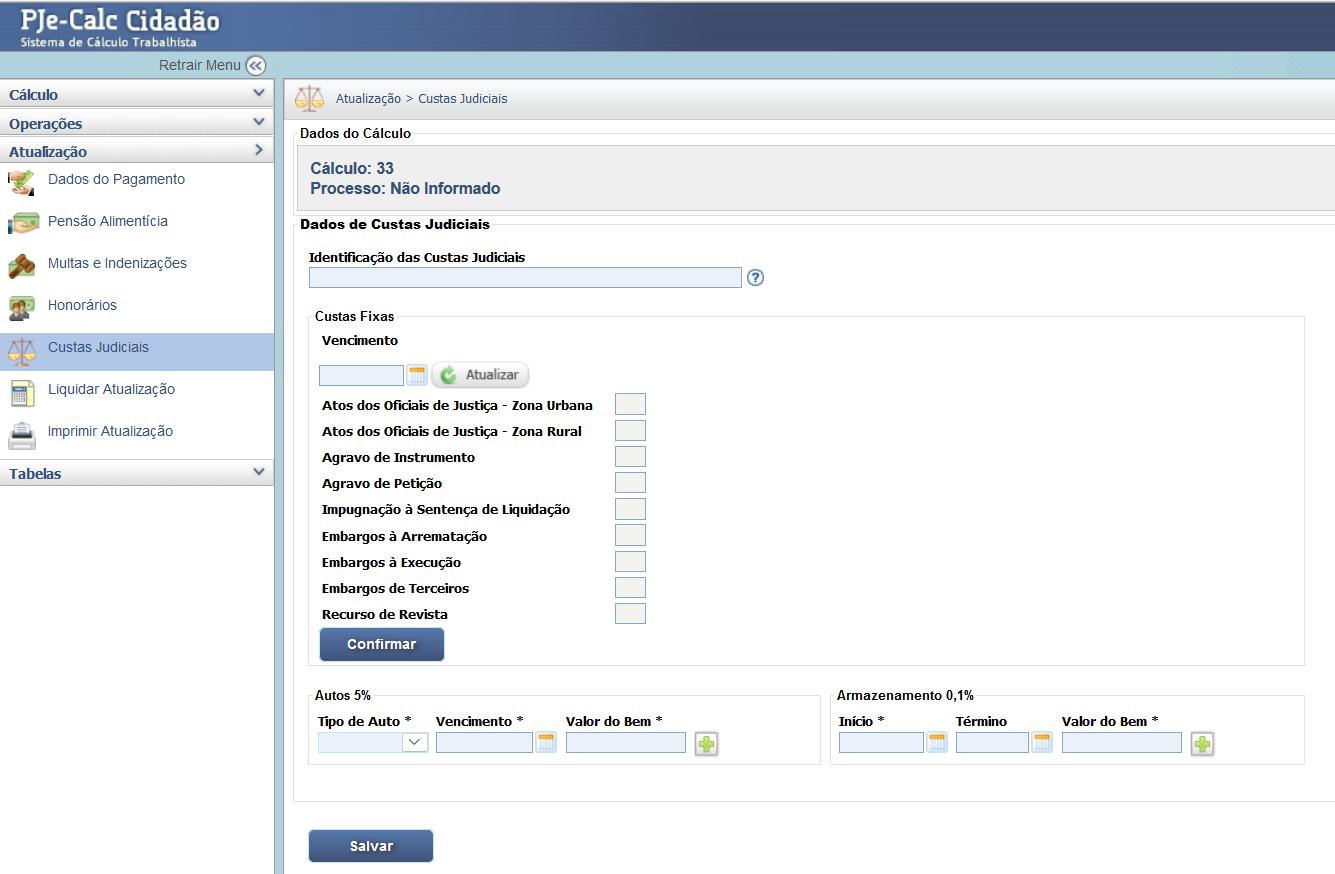 PJe-Calc Cidadão
Sistema de Cálculo Trabalhista
Retrair Menu
Cálculo
Operações
Atualização
Dados do Pagamento
Pensão Alimentícia
Multas e Indenizações
Honorários
Custas Judiciais
Liquidar Atualização
Imprimir Atualização
Tabelas
Atualização > Custas Judiciais
Dados do Cálculo
Cálculo: 33
Processo: Não Informado
Dados de Custas Judiciais
Identificação das Custas Judiciais
?
Custas Fixas
Vencimento
Atualizar
Atos dos Oficiais de Justiça - Zona Urbana
Atos dos Oficiais de Justiça - Zona Rural
Agravo de Instrumento
Agravo de Petição
Impugnação à Sentença de Liquidação
Embargos à Arrematação
Embargos à Execução
Embargos de Terceiros
Recurso de Revista
Confirmar
Autos 5%
Tipo de Auto * Vencimento * Valor do Bem *
Armazenamento 0,1%
Início * Término Valor do Bem *
Salvar